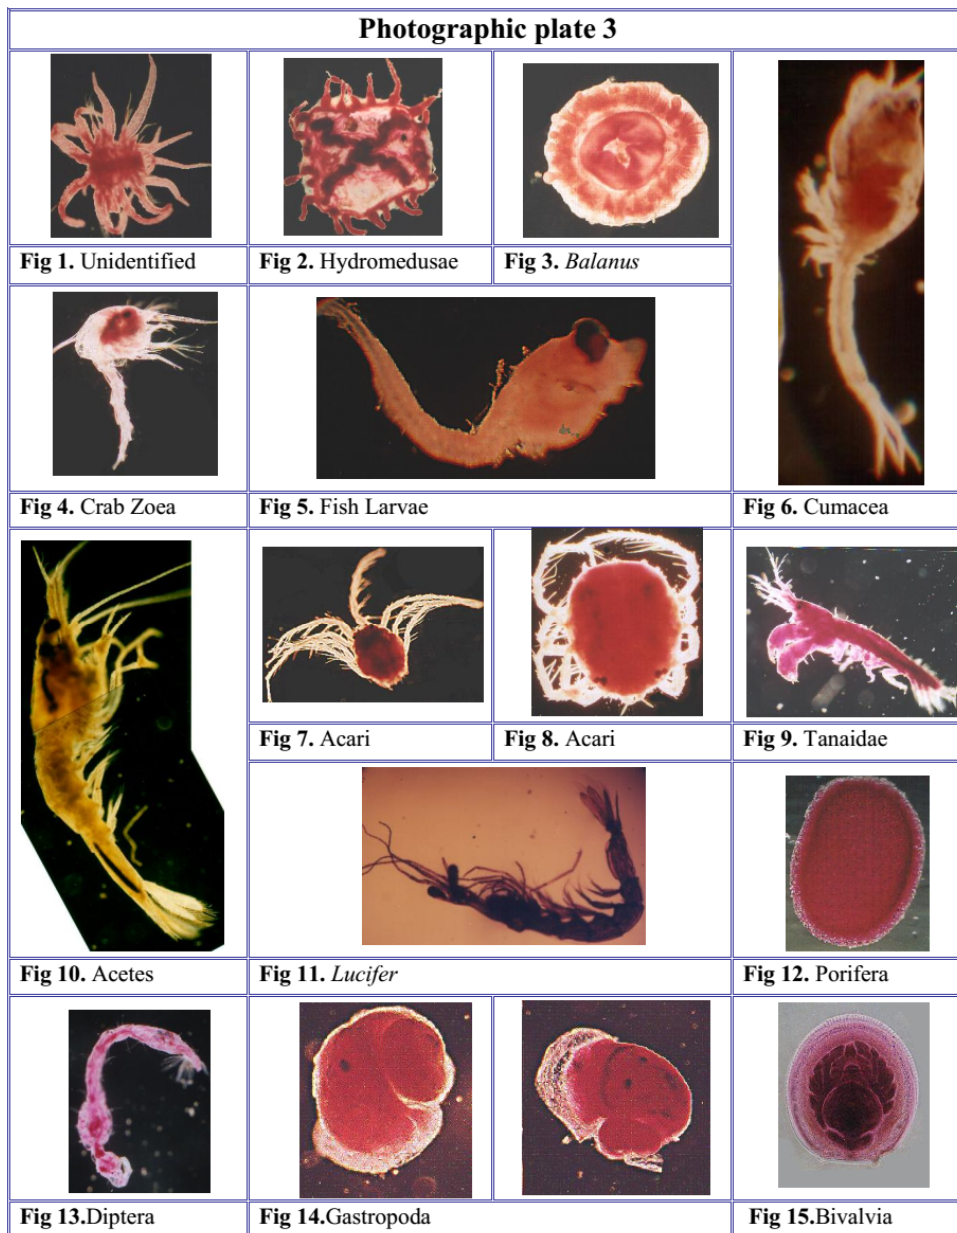 Photographic plate 3
Fig 1. Unidentified
Fig 2. Hydromedusae
Fig 3. Balanus
Fig 4. Crab Zoea
Fig 5. Fish Larvae
Fig 6. Cumacea
Fig 7. Acari
Fig 8. Acari
Fig 9. Tanaidae
Fig 10. Acetes
Fig 11. Lucifer
Fig 12. Porifera
Fig 13.Diptera
Fig 14.Gastropoda
Fig 15.Bivalvia